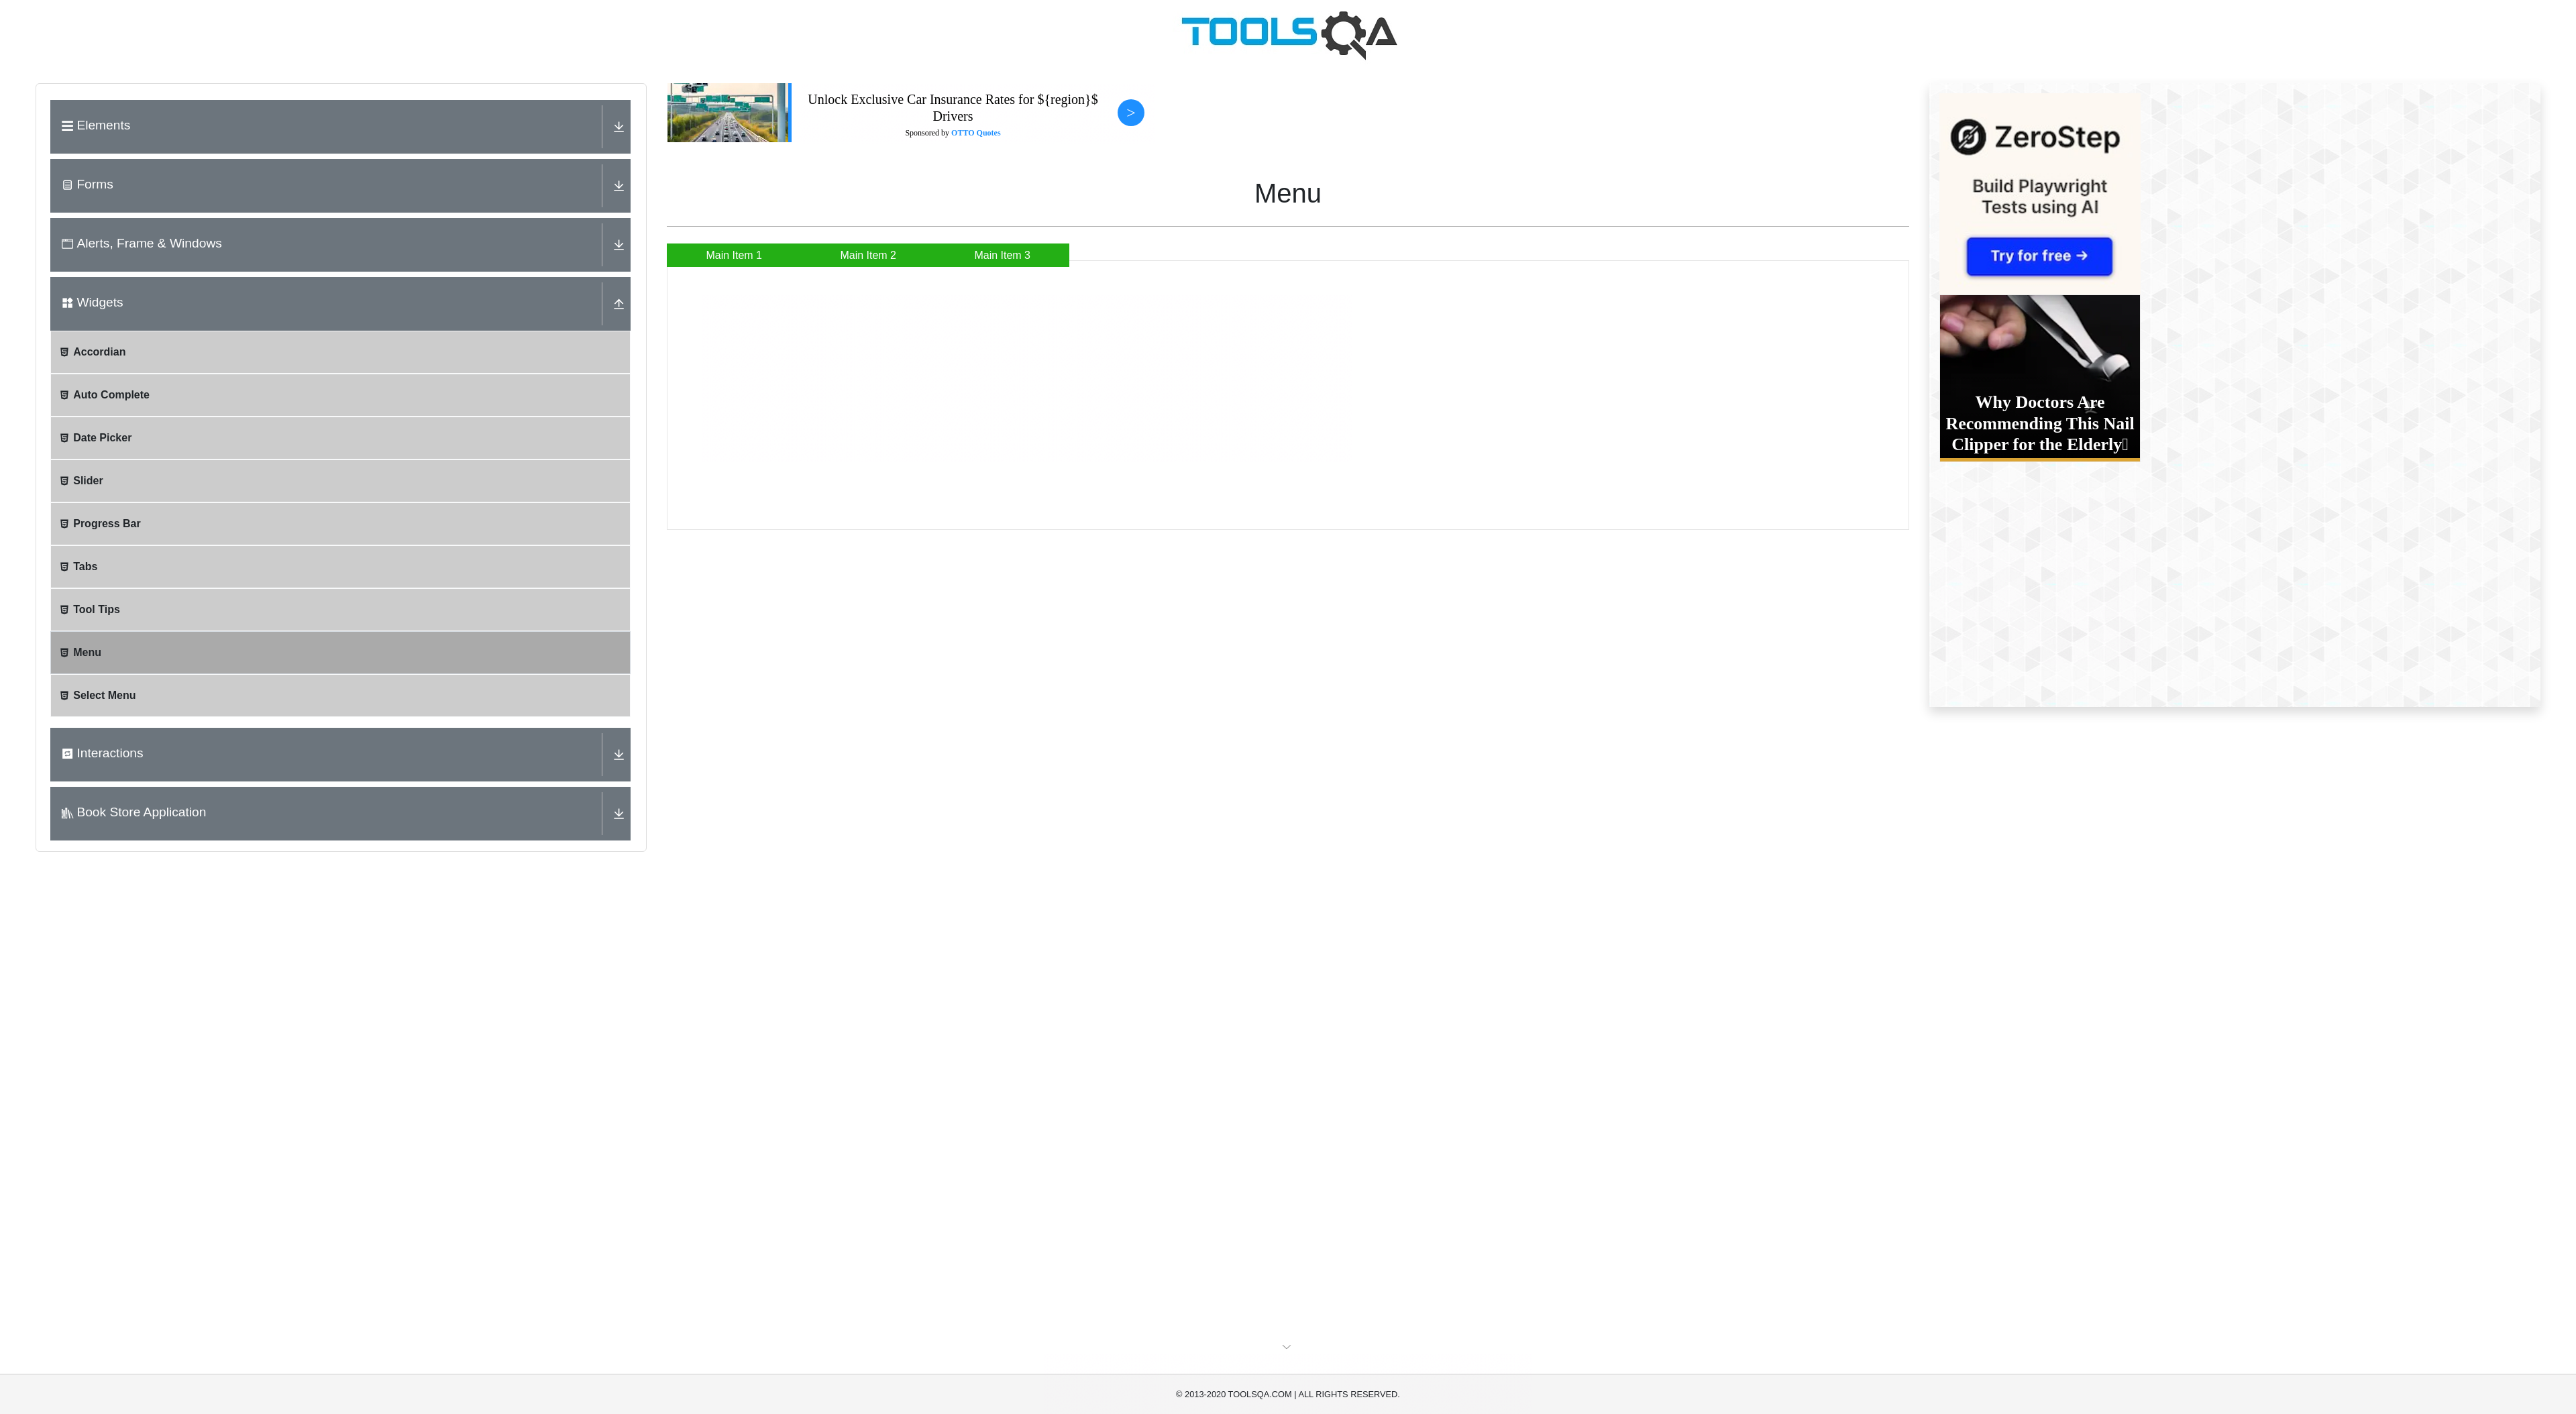 TOOLSQA
Elements
Forms
Alerts, Frame & Windows
Widgets
Accordian
Auto Complete
Date Picker
Slider
Progress Bar
Tabs
Tool Tips
Menu
Select Menu
Interactions
Book Store Application
Unlock Exclusive Car Insurance Rates for ${region}$
Drivers
Sponsored by OTTO Quotes
>
Menu
Main Item 1
Main Item 2
Main Item 3
ZeroStep
Build Playwright
Tests using AI
Try for free →
Why Doctors Are
Recommending This Nail
Clipper for the Elderly
© 2013-2020 TOOLSQA.COM | ALL RIGHTS RESERVED.